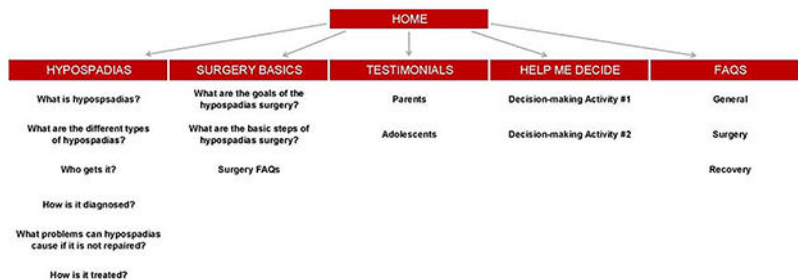 HOME
HYPOSPADIAS
SURGERY BASICS
TESTIMONIALS
HELP ME DECIDE
FAQS
What is hypospsadias?
What are the different types
of hypospadias?
Who gets it?
How is it diagnosed?
What problems can hypospadias
cause if it is not repaired?
How is it treated?
What are the goals of the
hypospadias surgery?
What are the basic steps of
hypospadias surgery?
Surgery FAQs
Parents
Adolescents
Decision-making Activity #1
Decision-making Activity #2
General
Surgery
Recovery